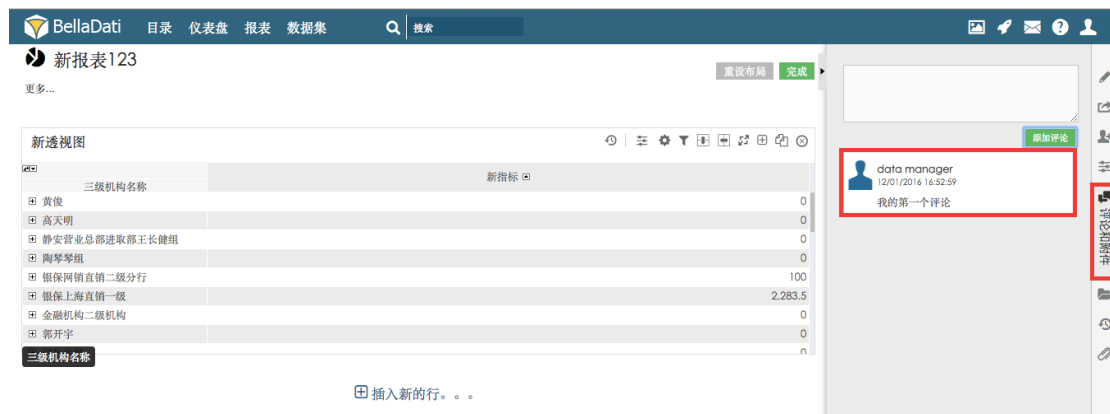 BellaDati 目录 仪表盘 报表 数据集 搜索
新报表123
更多...
重设布局 完成
添加评论
data manager
12/01/2016 16:52:59
我的第一个评论
评论和附件
新透视图
三级机构名称 新指标
黄俊 0
高天明 0
静安营业总部进取部王长健组 0
陶琴琴组 0
银保网销直销二级分行 100
银保上海直销一级 2,283.5
金融机构二级机构 0
郭开宇 0
三级机构名称 0
插入新的行。。。